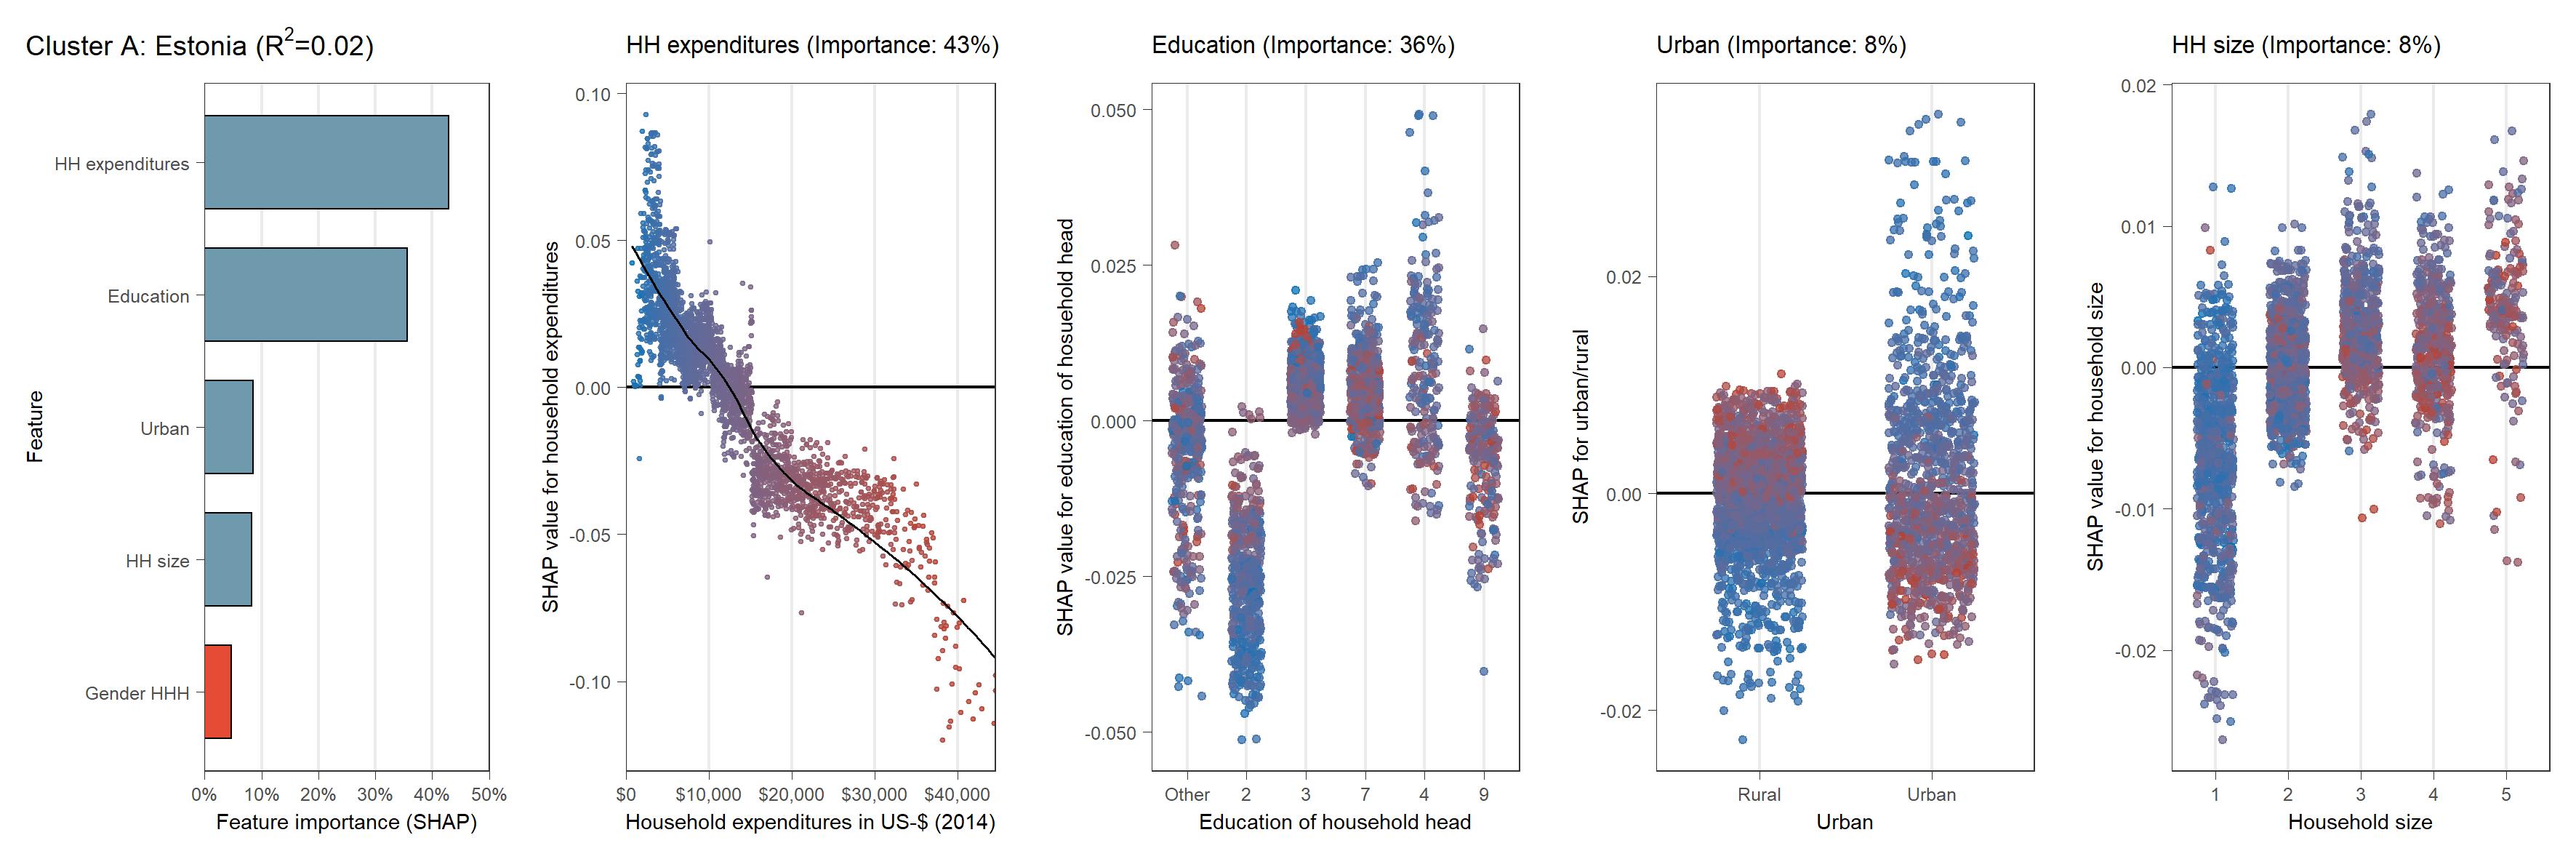 Cluster A: Estonia (R²=0.02)
Feature
HH expenditures
Education
Urban
HH size
Gender HHH
0% 10% 20% 30% 40% 50%
Feature importance (SHAP)
HH expenditures (Importance: 43%)
SHAP value for household expenditures
0.10
0.05
0.00
-0.05
-0.10
$0 $10,000 $20,000 $30,000 $40,000
Household expenditures in US-$ (2014)
Education (Importance: 36%)
SHAP value for education of hosuehold head
0.050
0.025
0.000
-0.025
-0.050
Other 2 3 7 4 9
Education of household head
Urban (Importance: 8%)
SHAP for urban/rural
0.02
0.00
-0.02
Rural Urban
Urban
HH size (Importance: 8%)
SHAP value for household size
0.02
0.01
0.00
-0.01
-0.02
1 2 3 4 5
Household size